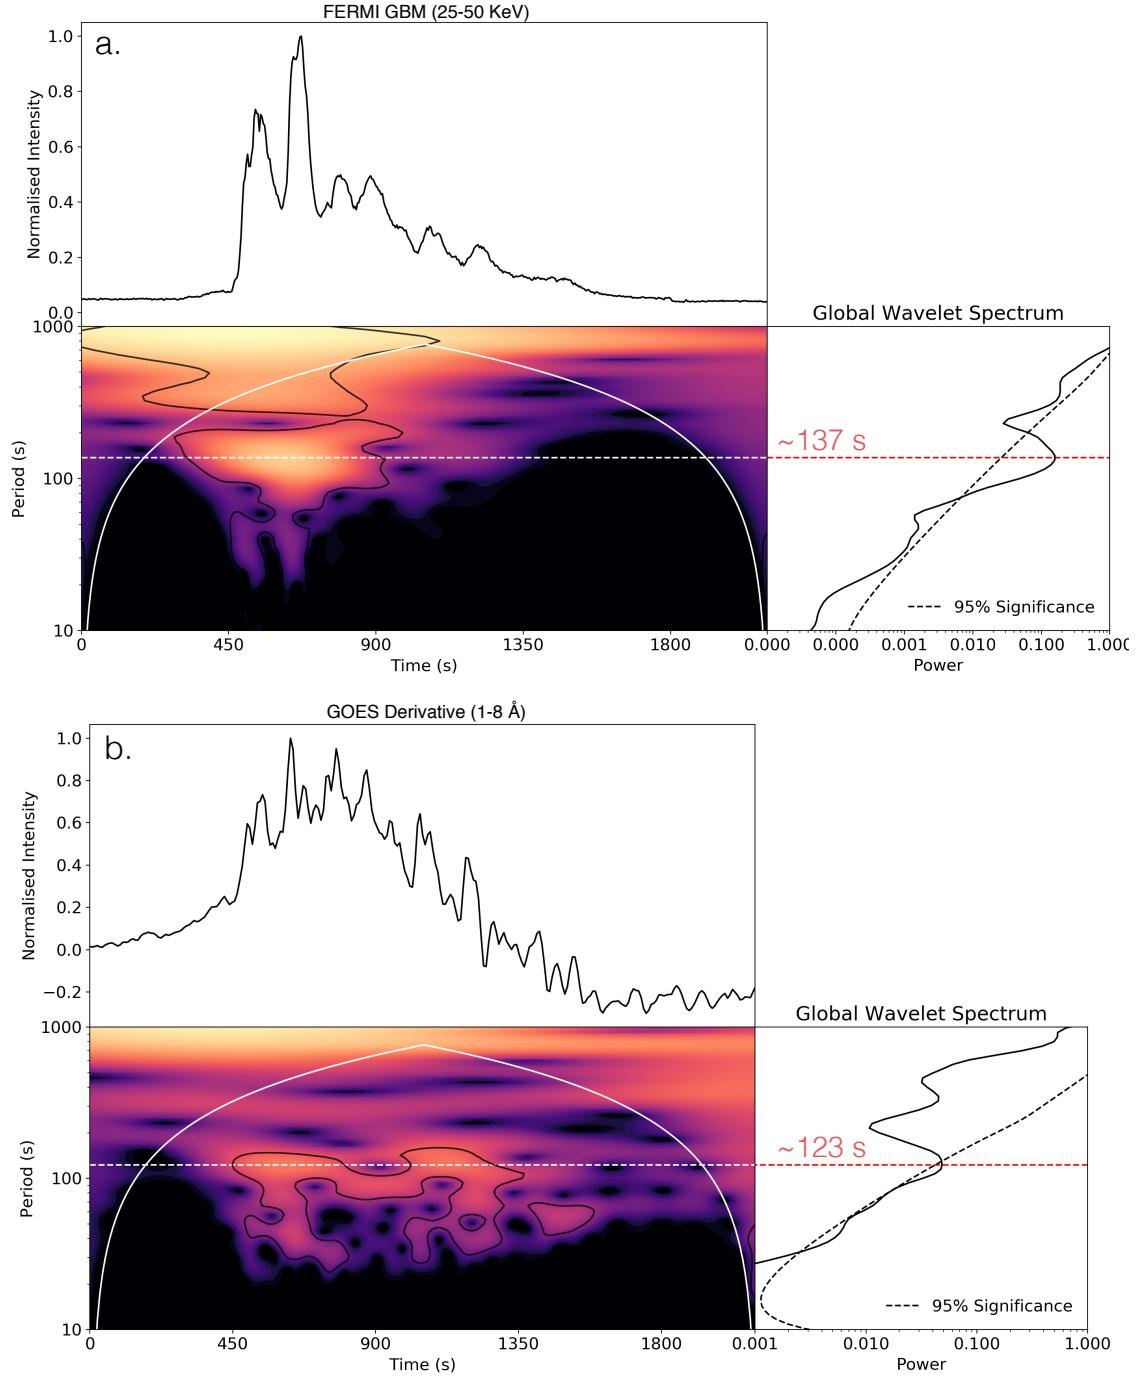 FERMI GBM (25-50 KeV)
a.
1.0
0.8
0.6
0.4
0.2
0.0
Normalised Intensity
1000
100
10
Period (s)
0
450
900
1350
1800
Time (s)
Global Wavelet Spectrum
~137 s
95% Significance
0.000
0.000
0.001
0.010
0.100
1.000
Power
GOES Derivative (1-8 Å)
b.
1.0
0.8
0.6
0.4
0.2
0.0
−0.2
Normalised Intensity
1000
100
10
Period (s)
0
450
900
1350
1800
Time (s)
Global Wavelet Spectrum
~123 s
95% Significance
0.001
0.010
0.100
1.000
Power